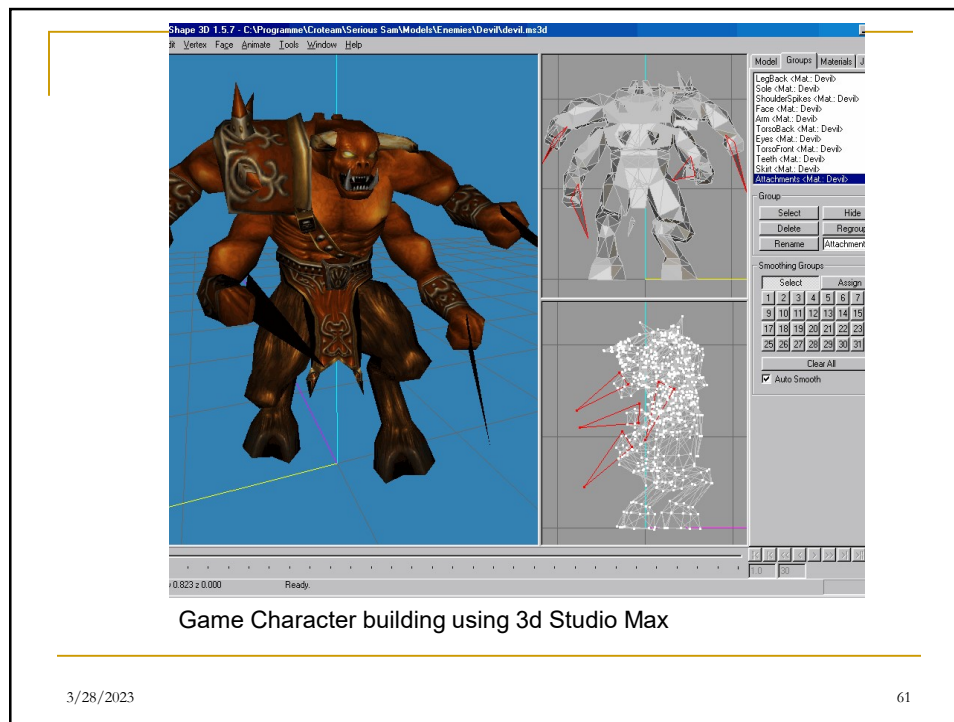 Shape 3D 1.5.7 - C:\Programme\Croteam\Serious Sam\Models\Enemies\Devil\devil.ms3d
Vertex Face Animate Tools Window Help
Model Groups Materials J
LegBack <Mat.: Devil>
Sole <Mat.: Devil>
ShoulderSpikes <Mat.: Devil>
Face <Mat.: Devil>
Arm <Mat.: Devil>
TorsoBack <Mat.: Devil>
Eyes <Mat.: Devil>
TorsoFront <Mat.: Devil>
Teeth <Mat.: Devil>
Skirt <Mat.: Devil>
Attachments <Mat.: Devil>
Group
Select Hide
Delete Regroup
Rename Attachment
Smoothing Groups
Select Assign
1 2 3 4 5 6 7
9 10 11 12 13 14 15
17 18 19 20 21 22 23
25 26 27 28 29 30 31
Clear All
Auto Smooth
1.0 30
0.823 z 0.000 Ready.
Game Character building using 3d Studio Max
3/28/2023 61